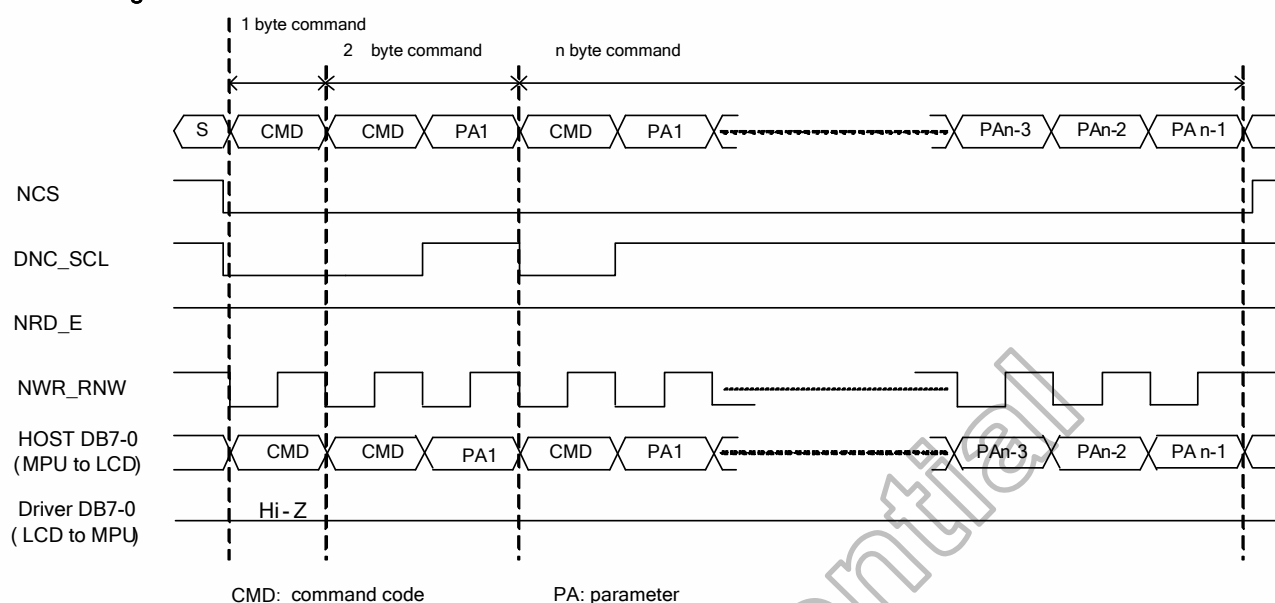 1 byte command
2 byte command n byte command
S CMD CMD PA1 CMD PA1 PAn-3 PAn-2 PA n-1
NCS
DNC_SCL
NRD_E
NWR_RNW
HOST DB7-0
(MPU to LCD)
CMD CMD PA1 CMD PA1 PAn-3 PAn-2 PA n-1
Driver DB7-0
( LCD to MPU)
Hi-Z
CMD: command code PA: parameter